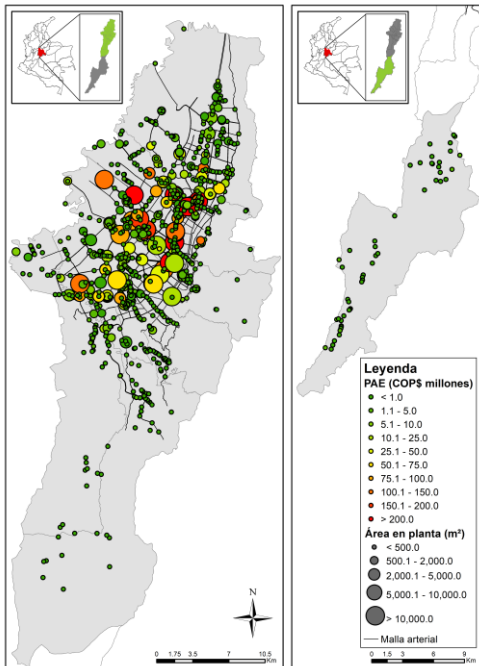 N
0 1.75 3.5 7 10.5
Km
Leyenda
PAE (COP$ millones)
< 1.0
1.1 - 5.0
5.1 - 10.0
10.1 - 25.0
25.1 - 50.0
50.1 - 75.0
75.1 - 100.0
100.1 - 150.0
150.1 - 200.0
> 200.0
Área en planta (m²)
< 500.0
500.1 - 2,000.0
2,000.1 - 5,000.0
5,000.1 - 10,000.0
> 10,000.0
Malla arterial
0 1.5 3 6 9
Km